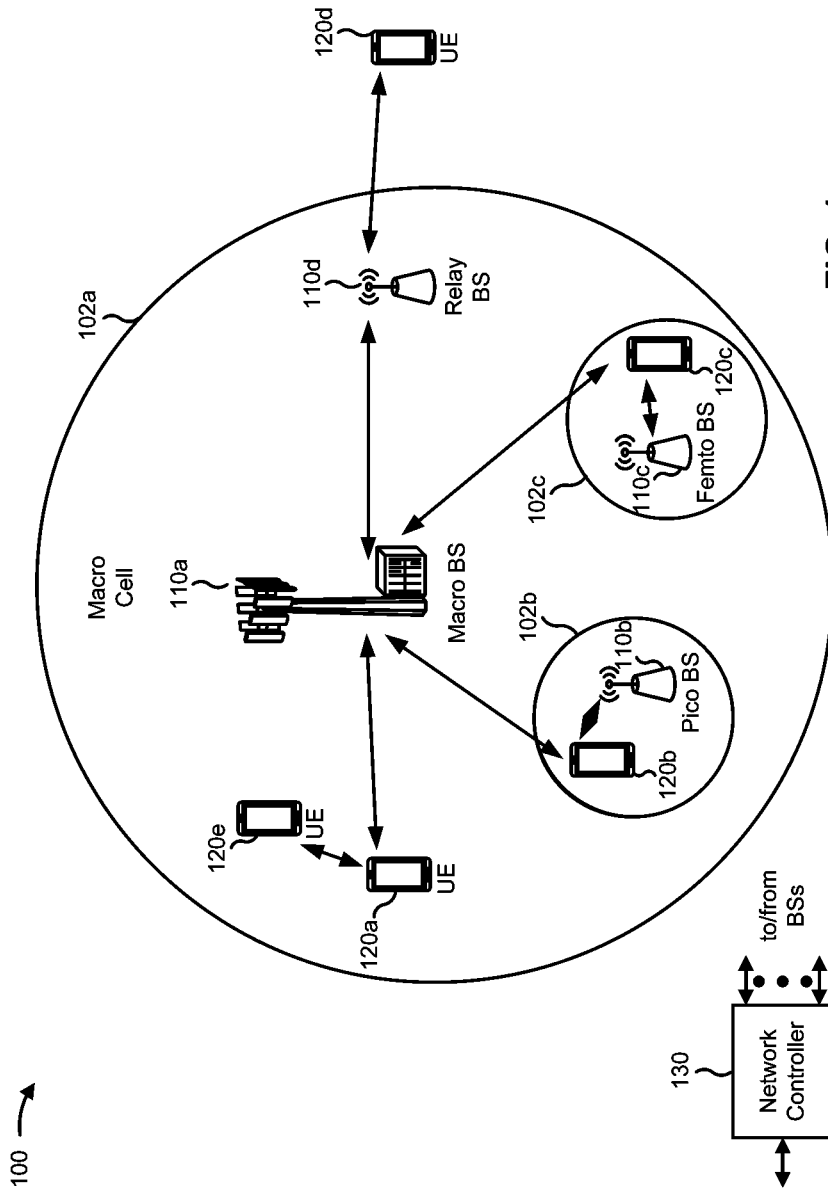 100
102a
Macro
Cell
110a
Macro BS
120d
UE
110d
Relay
BS
120e
UE
120a
UE
102b
110b
Pico BS
120b
102c
110c
Femto BS
120c
130
Network
Controller
to/from
BSs